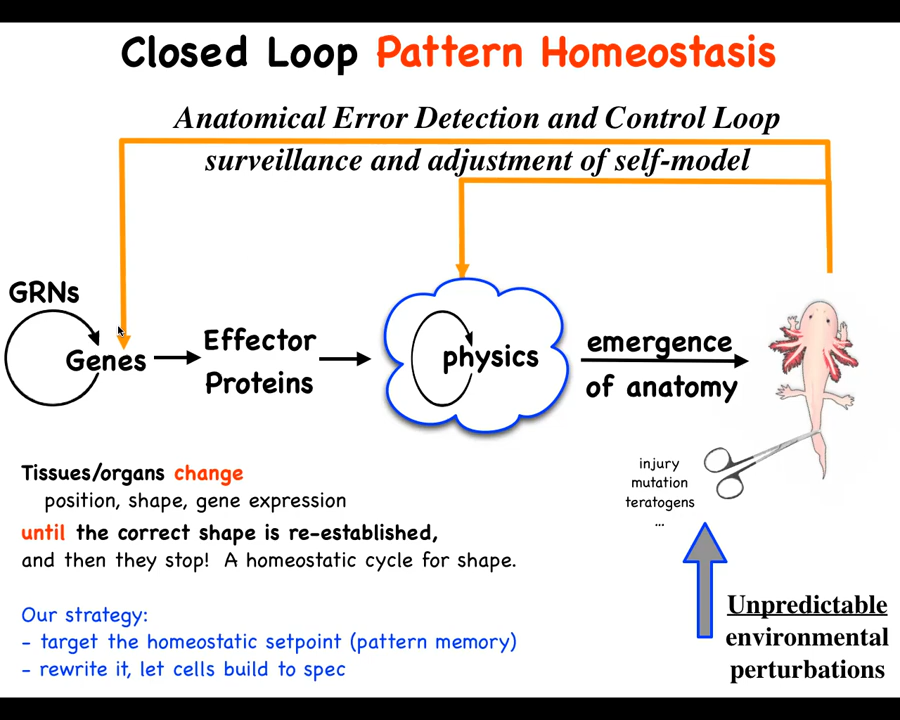 Closed Loop Pattern Homeostasis
Anatomical Error Detection and Control Loop
surveillance and adjustment of self-model
GRNs
Genes
Effector
Proteins
physics
emergence
of anatomy
Tissues/organs change
position, shape, gene expression
until the correct shape is re-established,
and then they stop! A homeostatic cycle for shape.
Our strategy:
- target the homeostatic setpoint (pattern memory)
- rewrite it, let cells build to spec
injury
mutation
teratogens
...
Unpredictable
environmental
perturbations